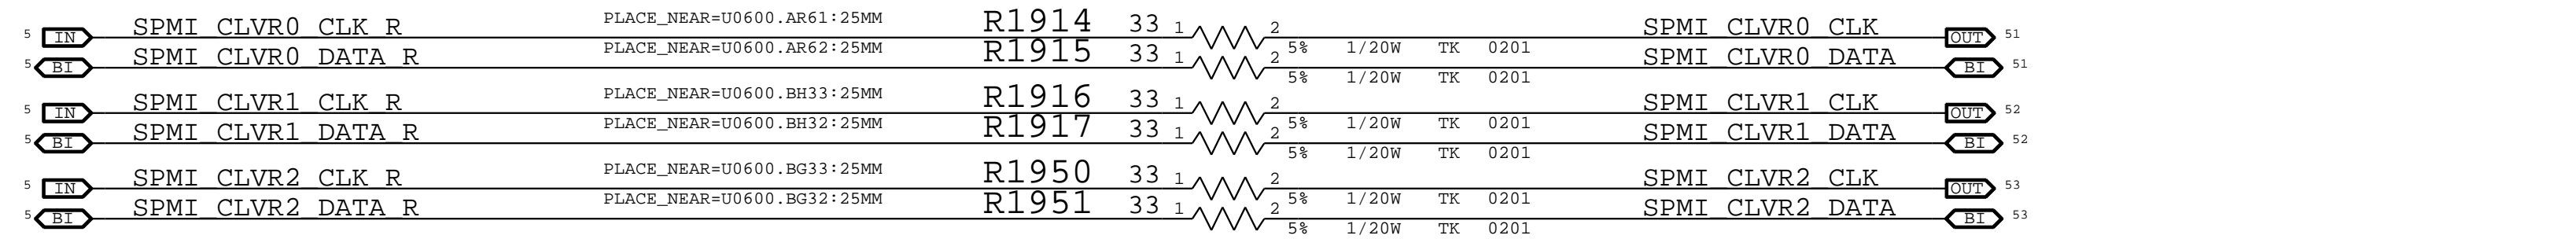 5 IN SPMI_CLVR0_CLK_R PLACE_NEAR=U0600.AR61:25MM R1914 33 1 2 5% 1/20W TK 0201 SPMI_CLVR0_CLK OUT 51
5 BI SPMI_CLVR0_DATA_R PLACE_NEAR=U0600.AR62:25MM R1915 33 1 2 5% 1/20W TK 0201 SPMI_CLVR0_DATA BI 51
5 IN SPMI_CLVR1_CLK_R PLACE_NEAR=U0600.BH33:25MM R1916 33 1 2 5% 1/20W TK 0201 SPMI_CLVR1_CLK OUT 52
5 BI SPMI_CLVR1_DATA_R PLACE_NEAR=U0600.BH32:25MM R1917 33 1 2 5% 1/20W TK 0201 SPMI_CLVR1_DATA BI 52
5 IN SPMI_CLVR2_CLK_R PLACE_NEAR=U0600.BG33:25MM R1950 33 1 2 5% 1/20W TK 0201 SPMI_CLVR2_CLK OUT 53
5 BI SPMI_CLVR2_DATA_R PLACE_NEAR=U0600.BG32:25MM R1951 33 1 2 5% 1/20W TK 0201 SPMI_CLVR2_DATA BI 53